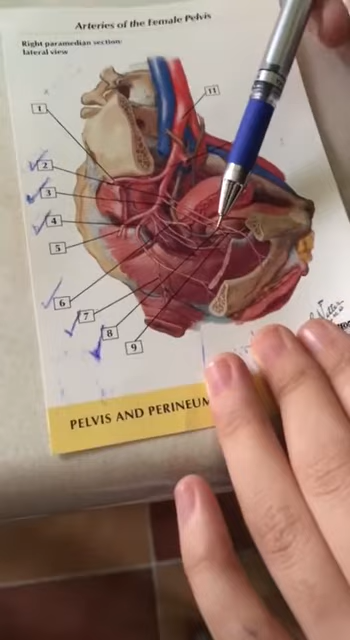 Arteries of the Female Pelvis
Right paramedian section:
lateral view
11
1
2
3
4
5
6
7
8
9
PELVIS AND PERINEUM